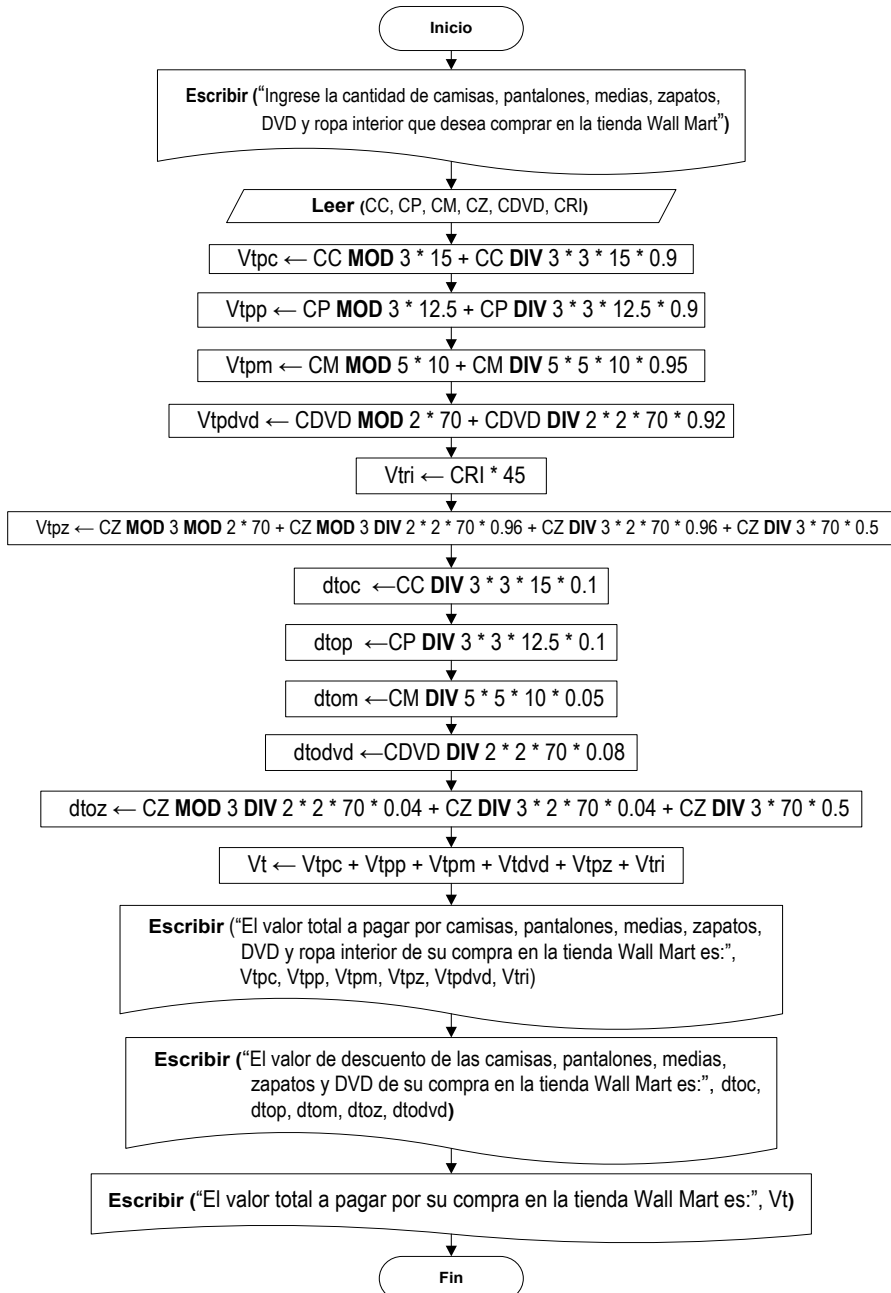 Inicio
Escribir (“Ingrese la cantidad de camisas, pantalones, medias, zapatos,
DVD y ropa interior que desea comprar en la tienda Wall Mart”)
Leer (CC, CP, CM, CZ, CDVD, CRI)
Vtpc ← CC MOD 3 * 15 + CC DIV 3 * 3 * 15 * 0.9
Vtpp ← CP MOD 3 * 12.5 + CP DIV 3 * 3 * 12.5 * 0.9
Vtpm ← CM MOD 5 * 10 + CM DIV 5 * 5 * 10 * 0.95
Vtpdvd ← CDVD MOD 2 * 70 + CDVD DIV 2 * 2 * 70 * 0.92
Vtri ← CRI * 45
Vtpz ← CZ MOD 3 MOD 2 * 70 + CZ MOD 3 DIV 2 * 2 * 70 * 0.96 + CZ DIV 3 * 2 * 70 * 0.96 + CZ DIV 3 * 70 * 0.5
dtoc ←CC DIV 3 * 3 * 15 * 0.1
dtop ←CP DIV 3 * 3 * 12.5 * 0.1
dtom ←CM DIV 5 * 5 * 10 * 0.05
dtodvd ←CDVD DIV 2 * 2 * 70 * 0.08
dtoz ← CZ MOD 3 DIV 2 * 2 * 70 * 0.04 + CZ DIV 3 * 2 * 70 * 0.04 + CZ DIV 3 * 70 * 0.5
Vt ← Vtpc + Vtpp + Vtpm + Vtdvd + Vtpz + Vtri
Escribir (“El valor total a pagar por camisas, pantalones, medias, zapatos,
DVD y ropa interior de su compra en la tienda Wall Mart es:”,
Vtpc, Vtpp, Vtpm, Vtpz, Vtpdvd, Vtri)
Escribir (“El valor de descuento de las camisas, pantalones, medias,
zapatos y DVD de su compra en la tienda Wall Mart es:”, dtoc,
dtop, dtom, dtoz, dtodvd)
Escribir (“El valor total a pagar por su compra en la tienda Wall Mart es:”, Vt)
Fin